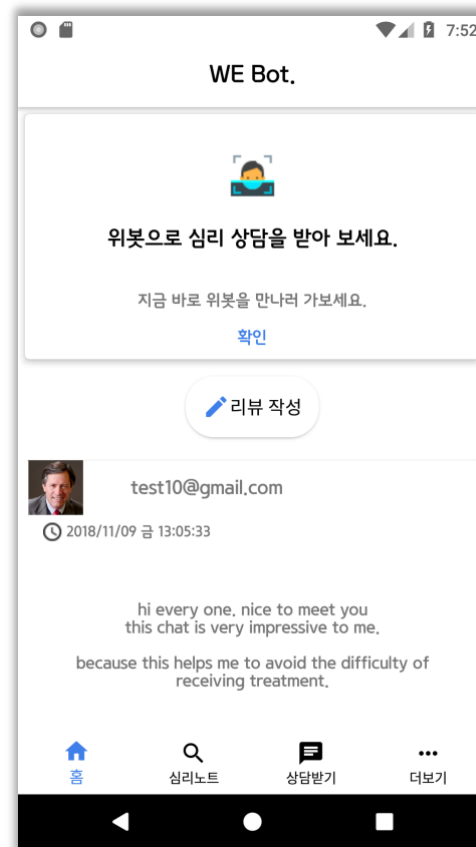 7:52
WE Bot.
위봇으로 심리 상담을 받아 보세요.
지금 바로 위봇을 만나러 가보세요.
확인
리뷰 작성
test10@gmail.com
2018/11/09 금 13:05:33
hi every one. nice to meet you
this chat is very impressive to me.
because this helps me to avoid the difficulty of
receiving treatment.
홈 심리노트 상담받기 더보기